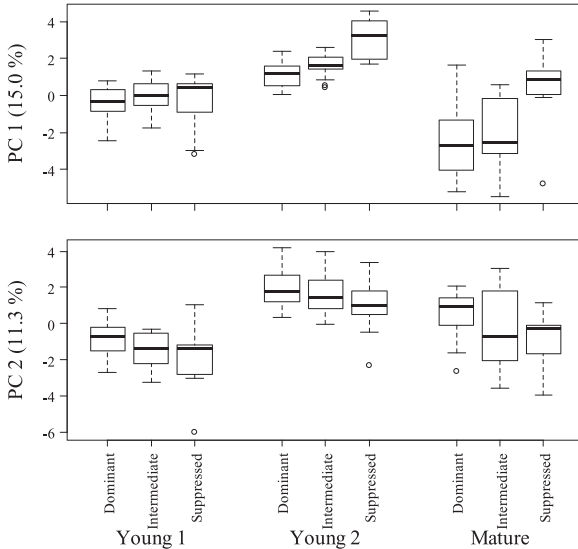 PC 1 (15.0 %)
4
2
0
-2
-4
PC 2 (11.3 %)
4
2
0
-2
-4
-6
Dominant
Intermediate
Suppressed
Dominant
Intermediate
Suppressed
Dominant
Intermediate
Suppressed
Young 1
Young 2
Mature